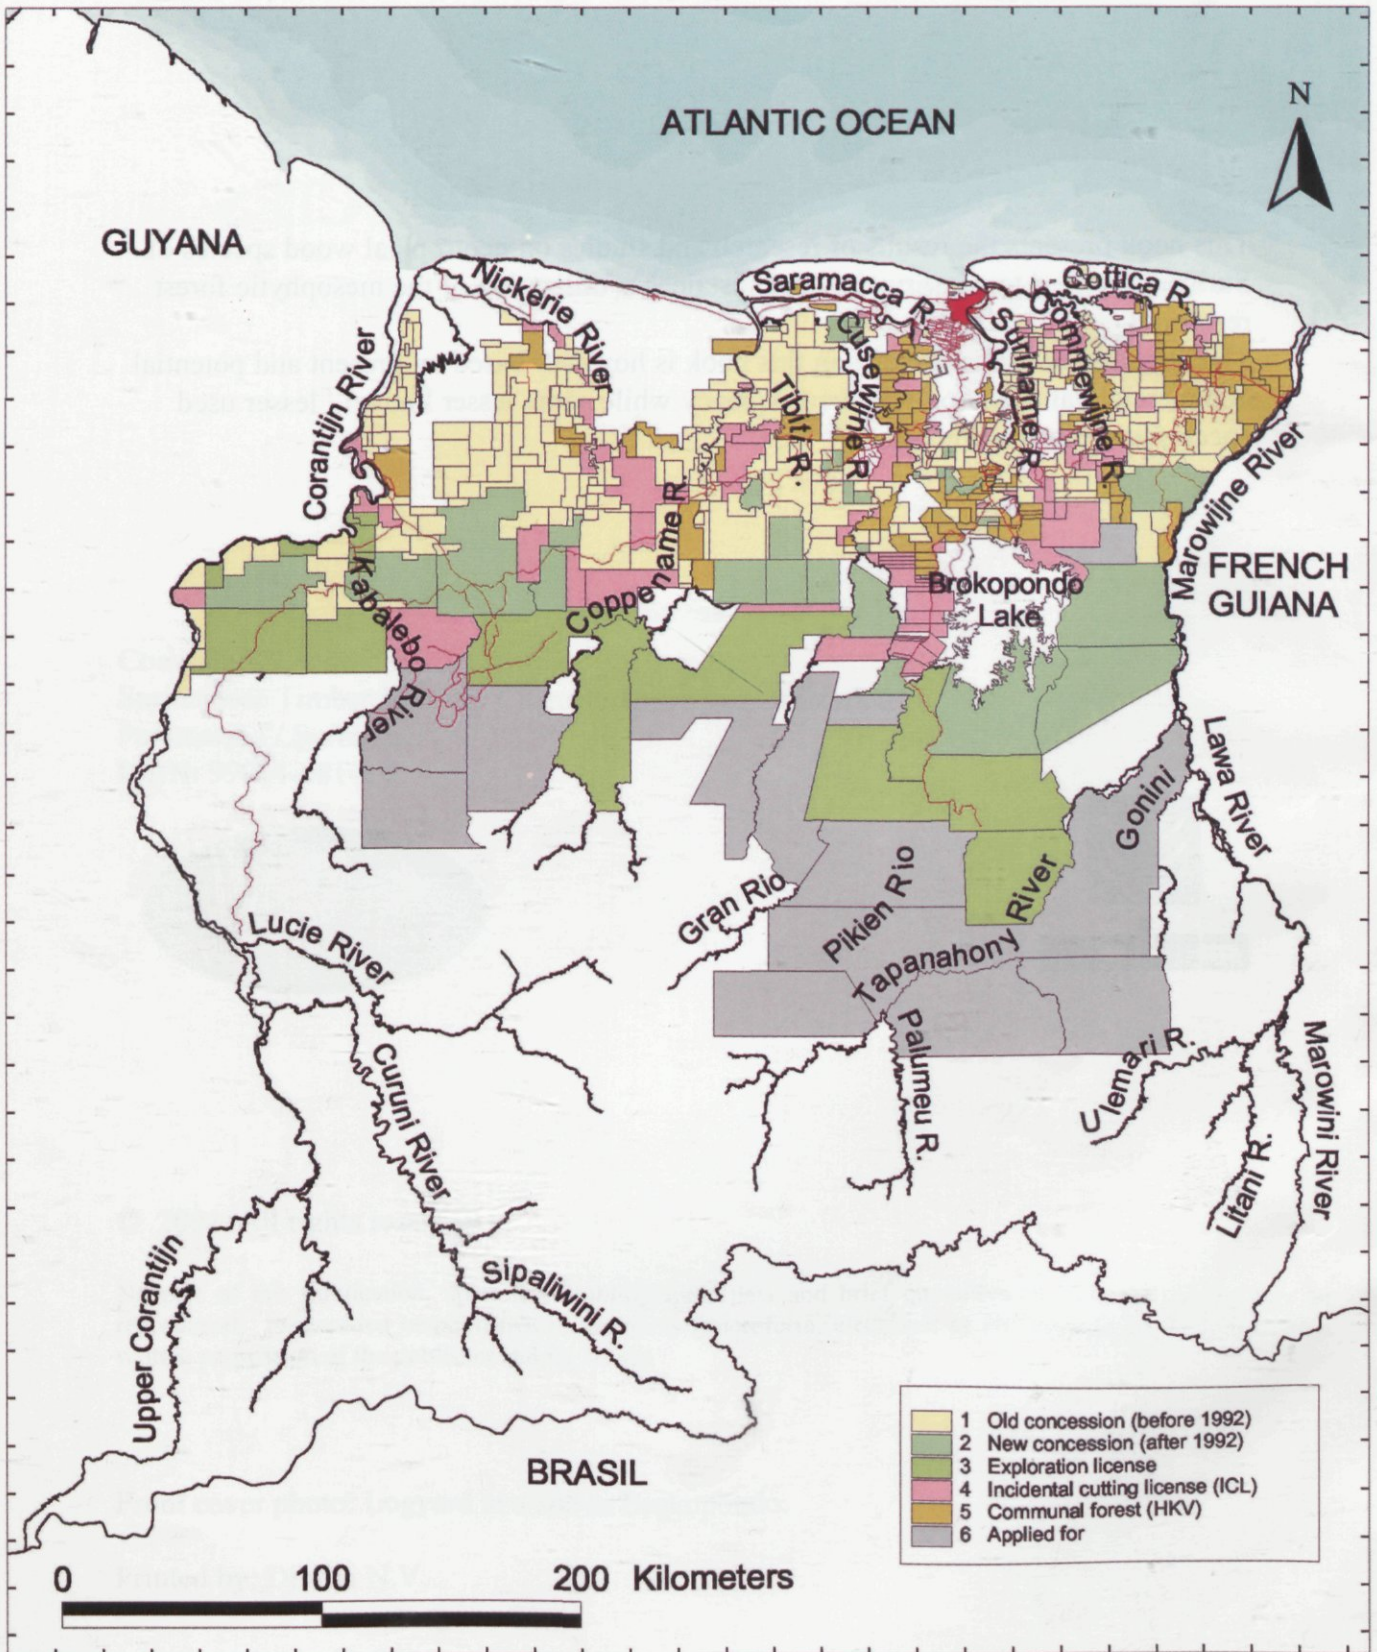 N
ATLANTIC OCEAN
GUYANA
Nickerie River
Saramacca R.
Cottica R.
Commewijne R.
Suriname R.
Cusewijne R.
Tibiti R.
Corantijn River
Marowijne River
Coppename R.
Kabalebo River
Brokopondo
Lake
FRENCH
GUIANA
Lawa River
Gonini
Gran Rio
Pikien Rio
Tapanahony River
Lucie River
Palumeu R.
Ulemari R.
Marowini River
Litani R.
Curuni River
Sipaliwini R.
Upper Corantijn
BRASIL
1 Old concession (before 1992)
2 New concession (after 1992)
3 Exploration license
4 Incidental cutting license (ICL)
5 Communal forest (HKV)
6 Applied for
0 100 200 Kilometers